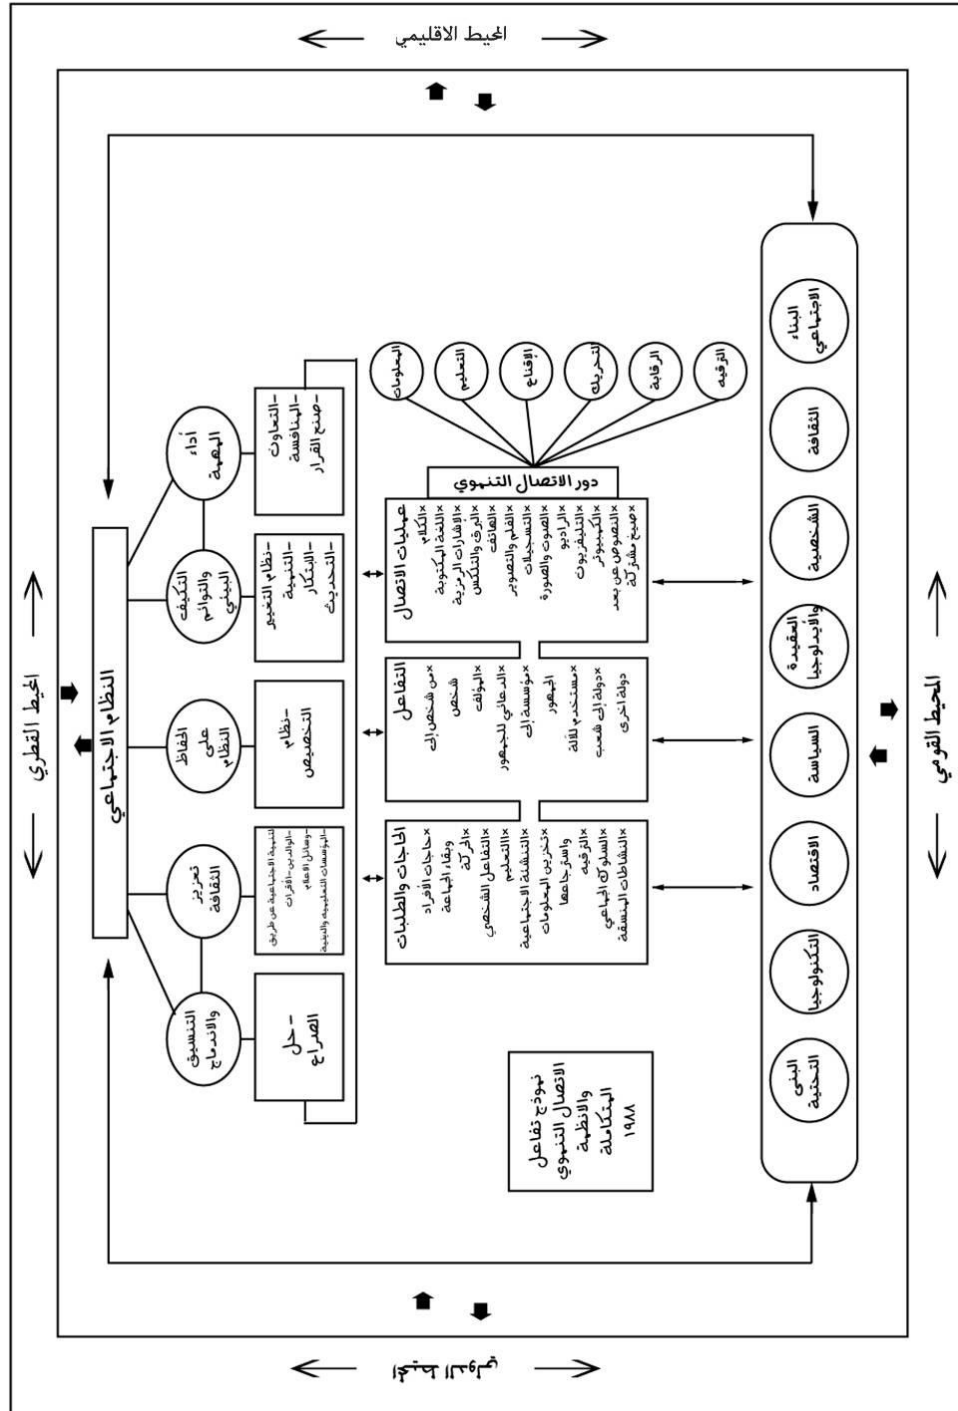 المحيط الاقليمي
المحيط القطري
النظام الاجتماعي
التنسيق
والاندماج
تعزيز
الثقافة
الحفاظ
على
النظام
التكيف
والتوائم
البيئي
أداء
المهمة
-حل
الصراع
لتنمية الاجتماعية عن طريق
-الوالدين-الأقران
-وسائل الاعلام
-المؤسسات التعليمية والدينية
-نظام
التخصيص
-نظام التغيير
-التنمية
-الابتكار
-التحديث
-التعاون
-المنافسة
-صنع القرار
المعلومات
التعليم
الإقناع
التحريك
الرقابة
الترفيه
دور الاتصال التنموي
الحاجات والطلبات
×حاجات الأفراد
وبقاء الجماعة
×الحركة
×التفاعل الشخصي
×التعليم
×التنشئة الاجتماعية
×تخزين المعلومات
واسترجاعها
×الترفيه
×السلوك الجماعي
×النشاطات المنسقة
التفاعل
×من شخص إلى
شخص
×المؤلف
×الدعائي للجمهور
×مؤسسة إلى
الجمهور
×مستخدم للآلة
×دولة إلى شعب
دولة اخرى
عمليات الاتصال
×الكلام
×اللغة المكتوبة
×الاشارات الرمزية
×البرق والتلكس
×الهاتف
×الفلم والتصوير
×التسجيلات
×الصوت والصورة
×الراديو
×التليفزيون
×الكمبيوتر
×النصوص عن بعد
×صيغ مشتركة
نموذج تفاعل
الاتصال التنموي
والانظمة
المتكاملة
١٩٨٨
البنى
التحتية
التكنولوجيا
الاقتصاد
السياسة
العقيدة
والأيدلوجيا
الشخصية
الثقافة
البناء
الاجتماعي
المحيط القومي
المحيط الدولي